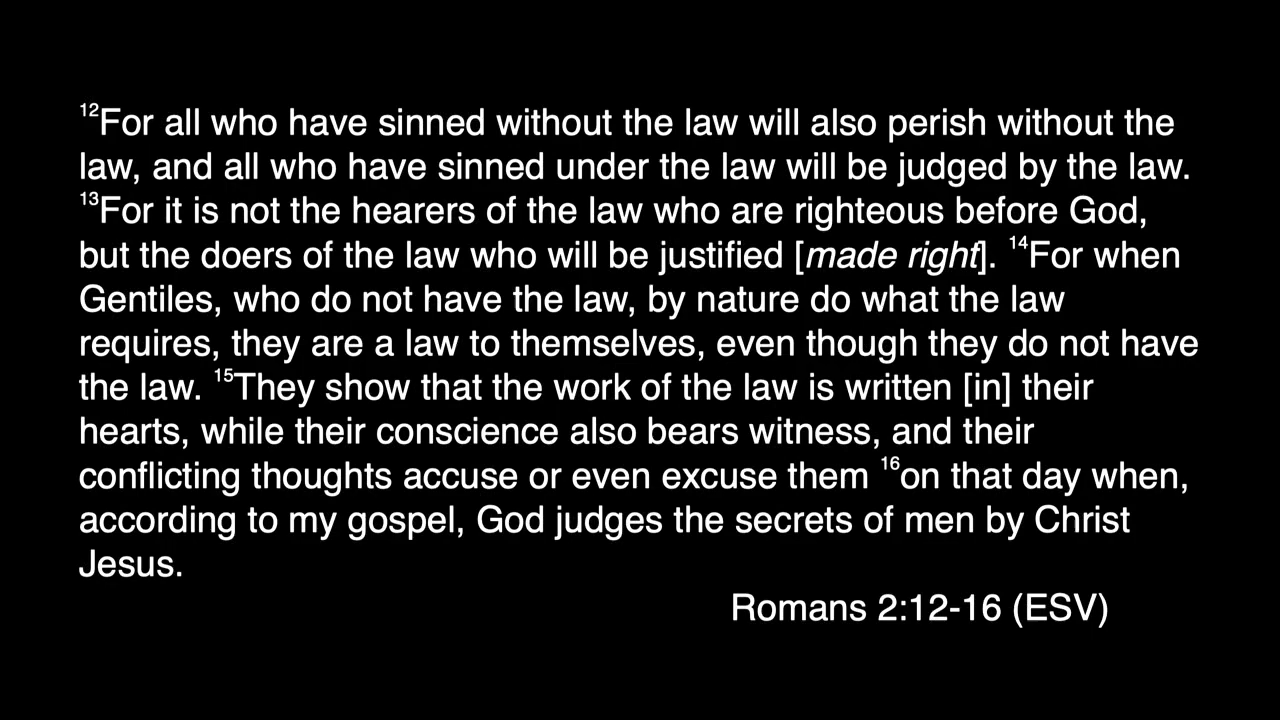 ¹²For all who have sinned without the law will also perish without the
law, and all who have sinned under the law will be judged by the law.
¹³For it is not the hearers of the law who are righteous before God,
but the doers of the law who will be justified [made right]. ¹⁴For when
Gentiles, who do not have the law, by nature do what the law
requires, they are a law to themselves, even though they do not have
the law. ¹⁵They show that the work of the law is written [in] their
hearts, while their conscience also bears witness, and their
conflicting thoughts accuse or even excuse them ¹⁶on that day when,
according to my gospel, God judges the secrets of men by Christ
Jesus.
Romans 2:12-16 (ESV)